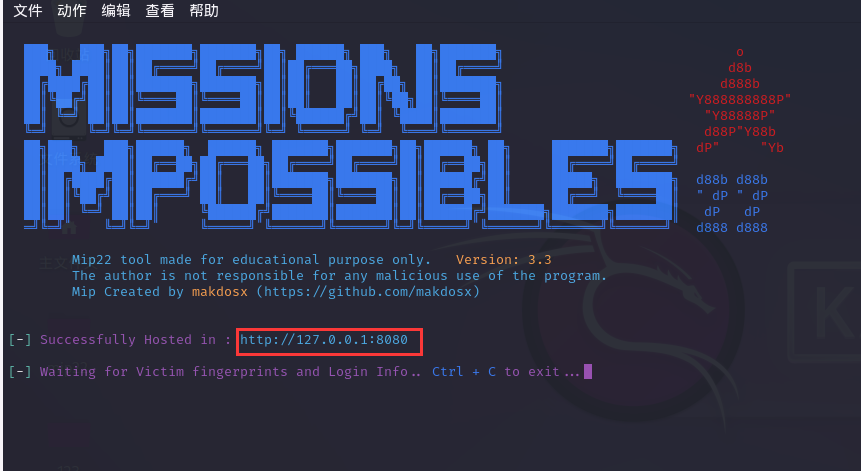 文件 动作 编辑 查看 帮助
MISSIONS
IMPOSSIBLES
o
d8b
d888b
"Y888888888P"
"Y88888P"
d88P"Y88b
dP" "Yb
d88b d88b
" dP " dP
dP dP
d888 d888
Mip22 tool made for educational purpose only. Version: 3.3
The author is not responsible for any malicious use of the program.
Mip Created by makdosx (https://github.com/makdosx)
[-] Successfully Hosted in : http://127.0.0.1:8080
[-] Waiting for Victim fingerprints and Login Info.. Ctrl + C to exit...